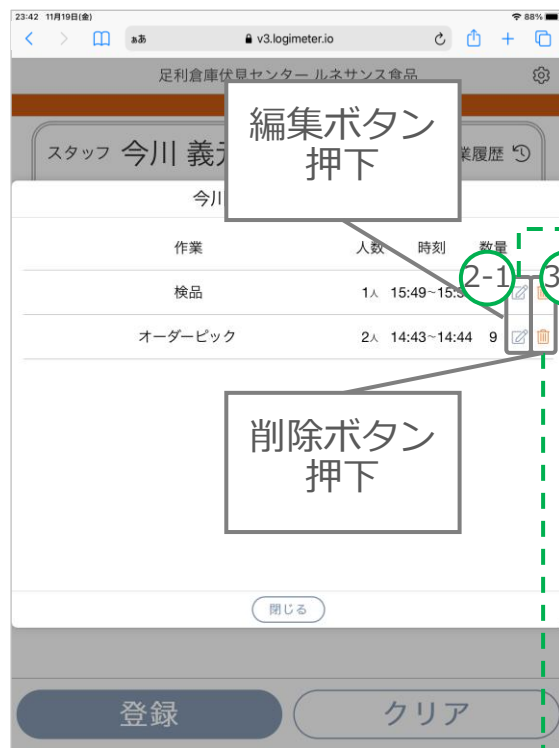 23:42 11月19日(金)
88%
ぁあ
v3.logimeter.io
足利倉庫伏見センター ルネサンス食品
編集ボタン
押下
スタッフ 今川 義
業履歴
今川
作業 人数 時刻 数量
2-1
3
検品 1人 15:49~15:5
オーダーピック 2人 14:43~14:44 9
削除ボタン
押下
閉じる
登録
クリア